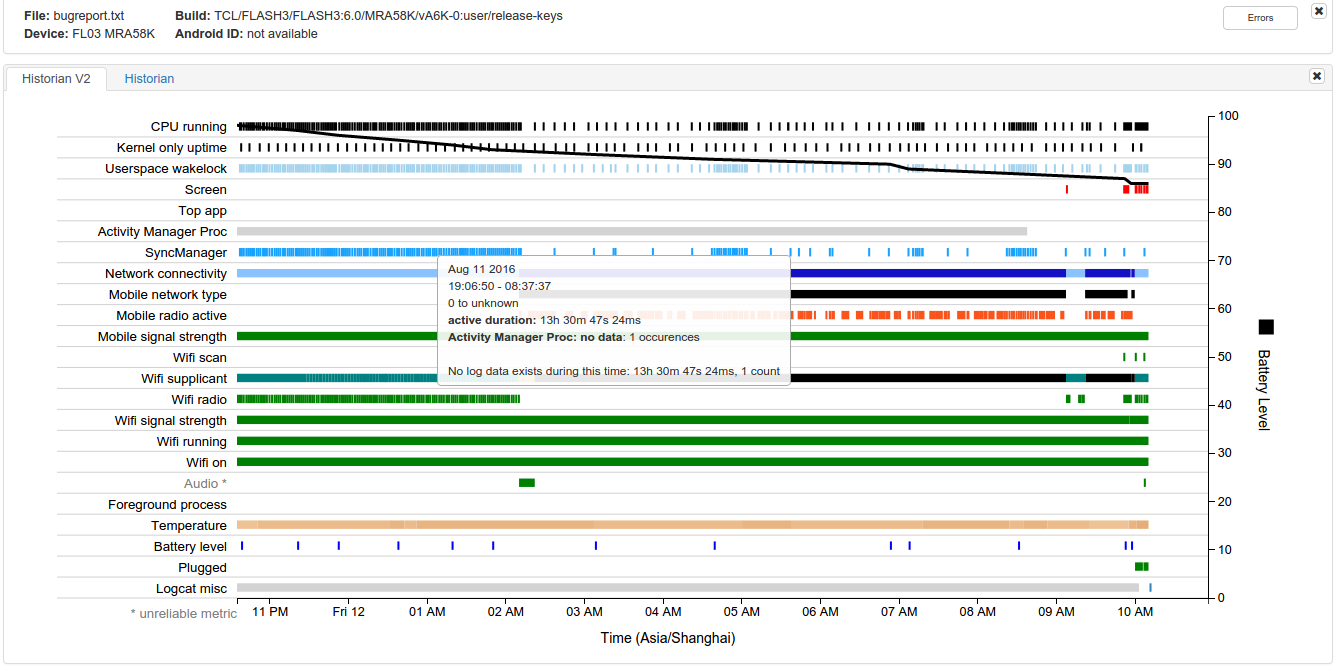 File: bugreport.txt Build: TCL/FLASH3/FLASH3:6.0/MRA58K/vA6K-0:user/release-keys
Device: FL03 MRA58K Android ID: not available
Errors
Historian V2 Historian
CPU running
Kernel only uptime
Userspace wakelock
Screen
Top app
Activity Manager Proc
SyncManager
Network connectivity
Mobile network type
Mobile radio active
Mobile signal strength
Wifi scan
Wifi supplicant
Wifi radio
Wifi signal strength
Wifi running
Wifi on
Audio *
Foreground process
Temperature
Battery level
Plugged
Logcat misc
* unreliable metric
Aug 11 2016
19:06:50 - 08:37:37
0 to unknown
active duration: 13h 30m 47s 24ms
Activity Manager Proc: no data: 1 occurences
No log data exists during this time: 13h 30m 47s 24ms, 1 count
100
90
80
70
60
50
40
30
20
10
0
Battery Level
11 PM Fri 12 01 AM 02 AM 03 AM 04 AM 05 AM 06 AM 07 AM 08 AM 09 AM 10 AM
Time (Asia/Shanghai)